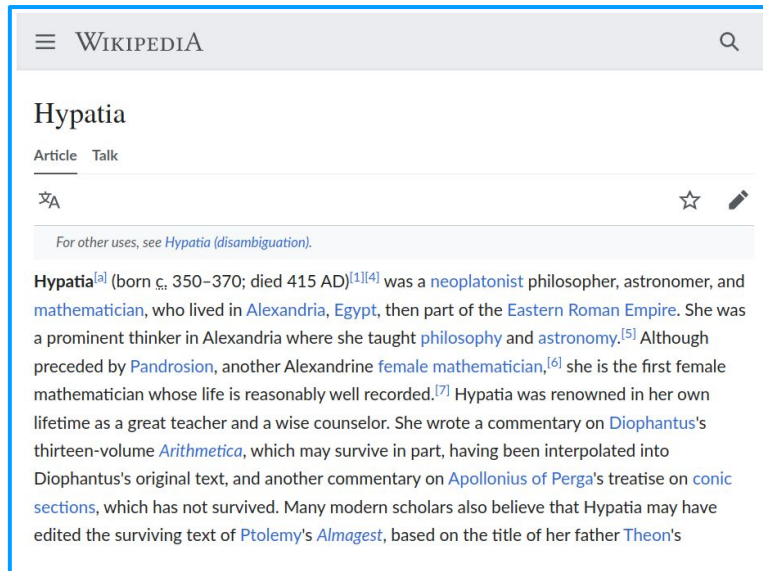 WIKIPEDIA
Hypatia
Article Talk
For other uses, see Hypatia (disambiguation).
Hypatia[a] (born c. 350–370; died 415 AD)[1][4] was a neoplatonist philosopher, astronomer, and
mathematician, who lived in Alexandria, Egypt, then part of the Eastern Roman Empire. She was
a prominent thinker in Alexandria where she taught philosophy and astronomy.[5] Although
preceded by Pandrosion, another Alexandrine female mathematician,[6] she is the first female
mathematician whose life is reasonably well recorded.[7] Hypatia was renowned in her own
lifetime as a great teacher and a wise counselor. She wrote a commentary on Diophantus's
thirteen-volume Arithmetica, which may survive in part, having been interpolated into
Diophantus's original text, and another commentary on Apollonius of Perga's treatise on conic
sections, which has not survived. Many modern scholars also believe that Hypatia may have
edited the surviving text of Ptolemy's Almagest, based on the title of her father Theon's